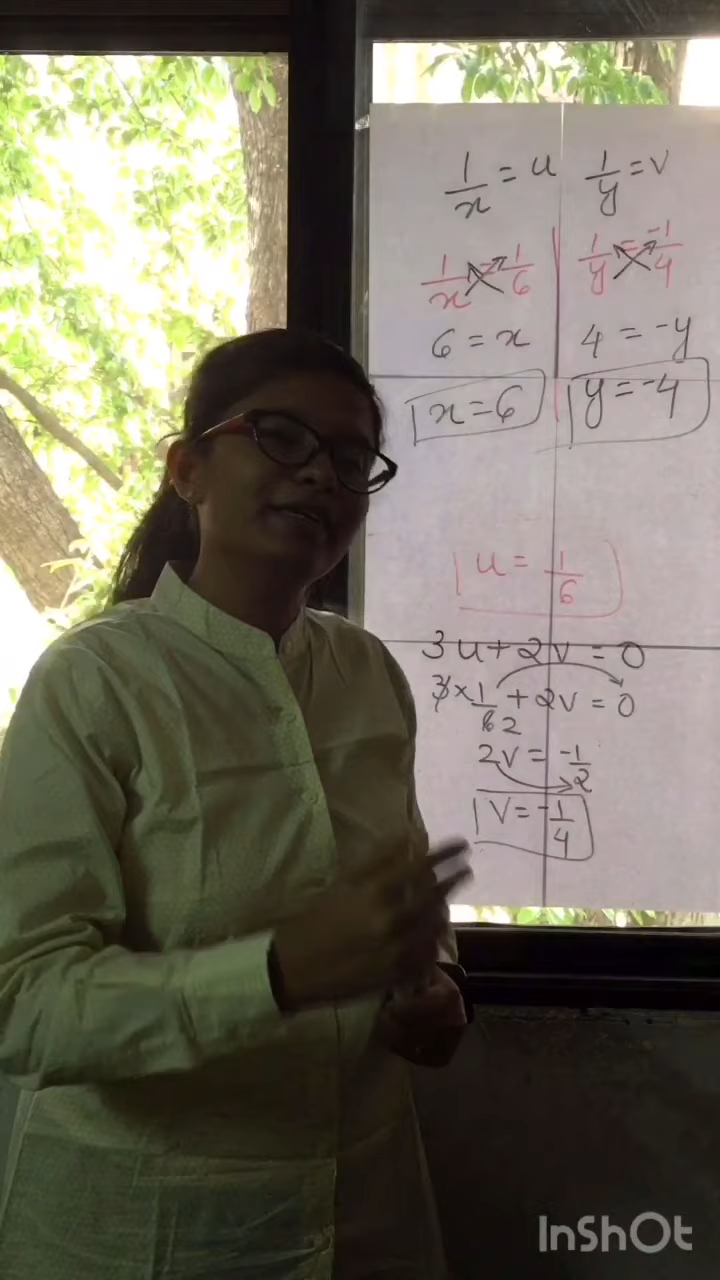 1/x = u 1/y = v
1/x = 1/6 1/y = -1/4
6 = x 4 = -y
x = 6 y = -4
u = 1/6
3u + 2v = 0
3 × 1/6 2 + 2v = 0
2v = -1/2
v = -1/4
InShOt